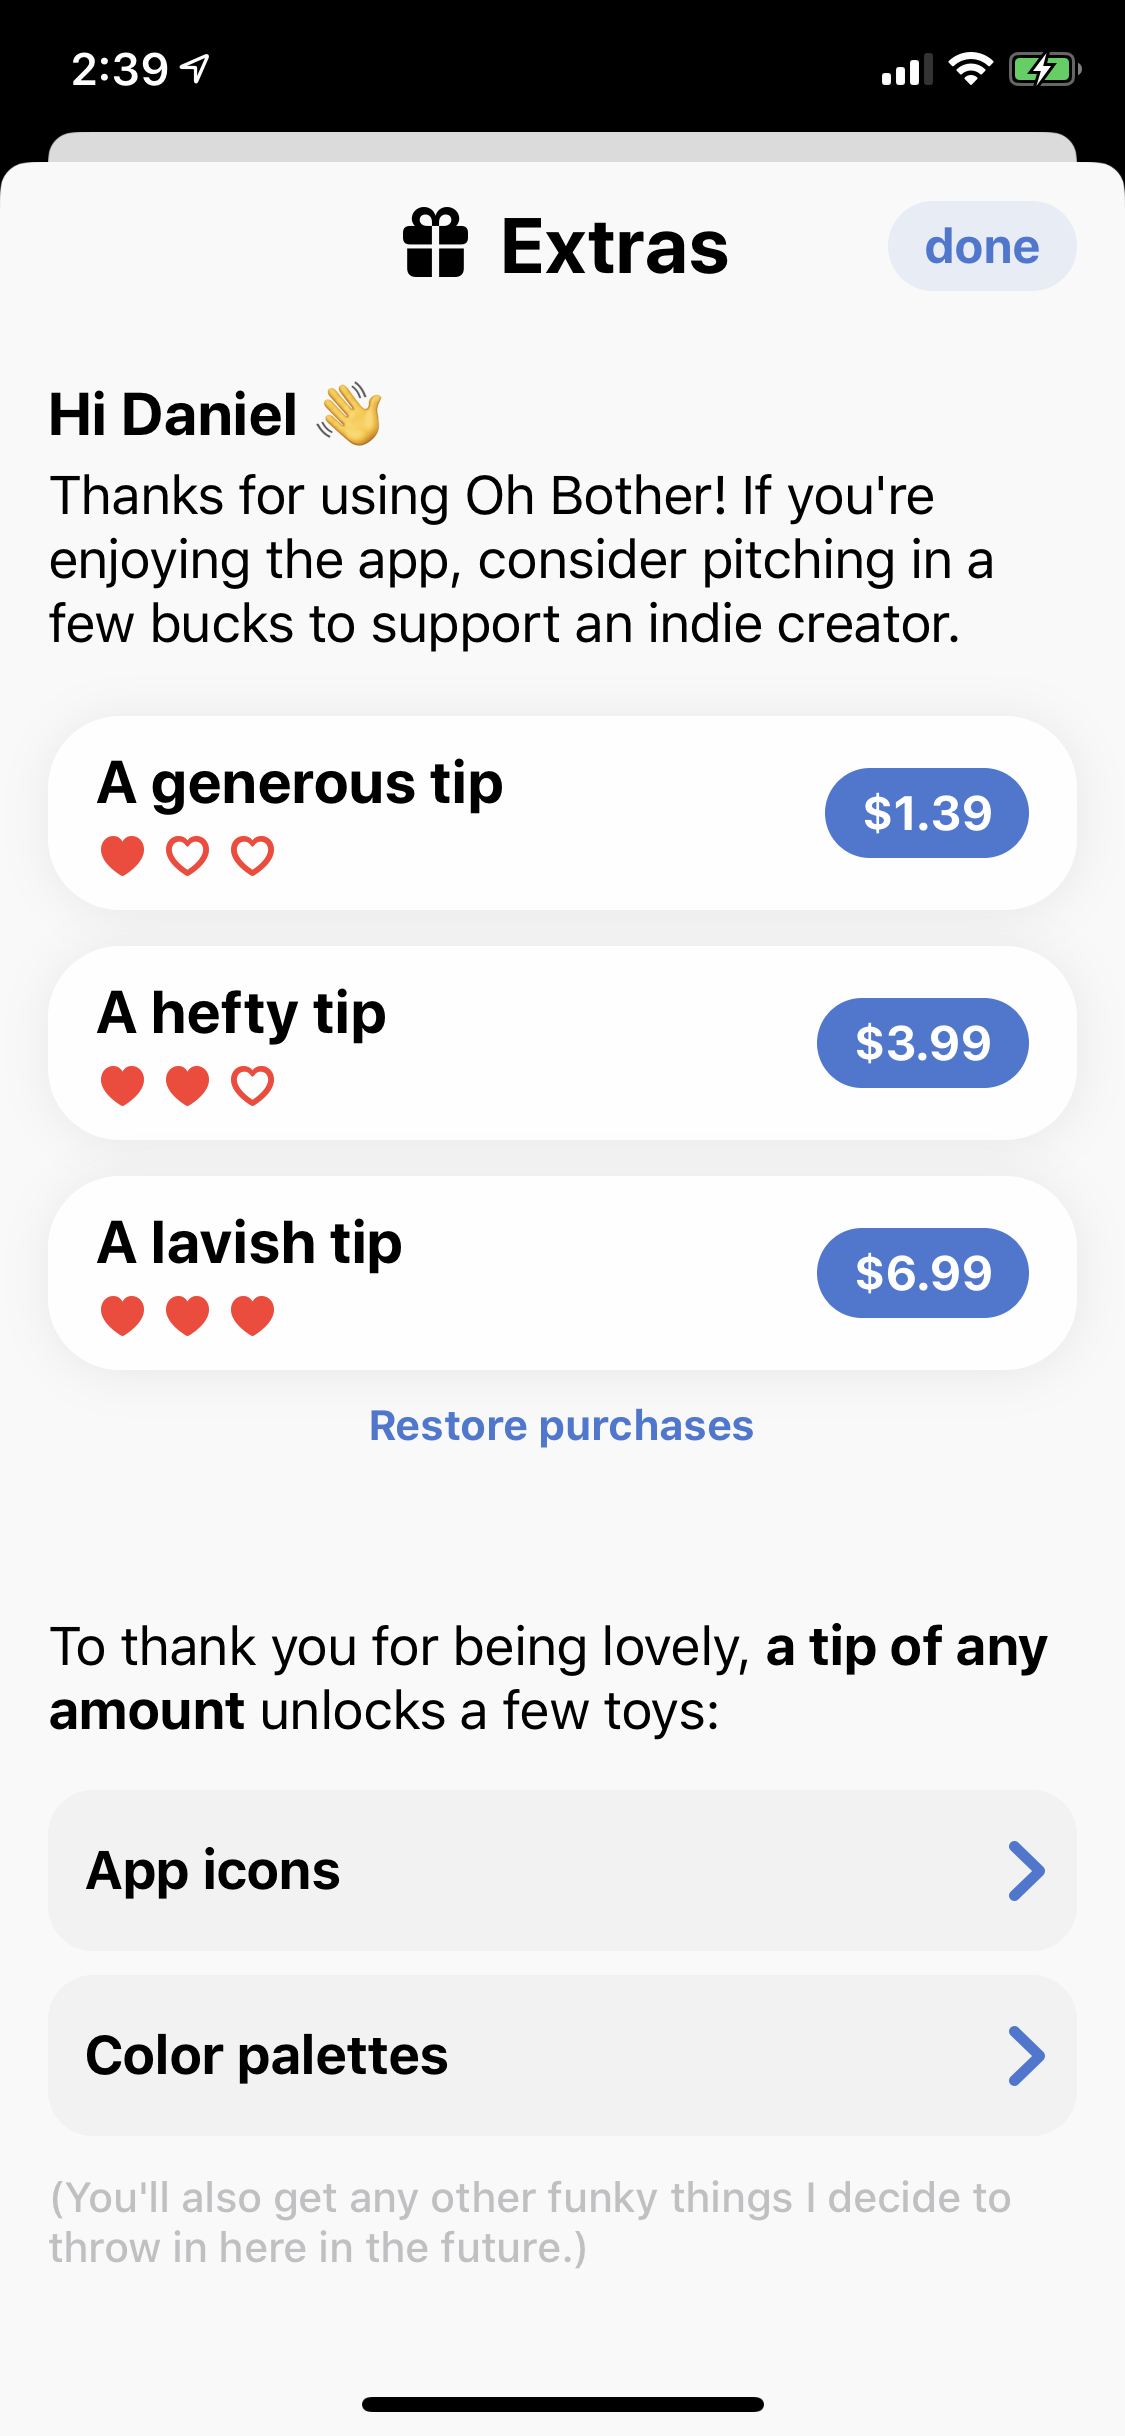 2:39
Extras
done
Hi Daniel 👋
Thanks for using Oh Bother! If you're
enjoying the app, consider pitching in a
few bucks to support an indie creator.
A generous tip
$1.39
A hefty tip
$3.99
A lavish tip
$6.99
Restore purchases
To thank you for being lovely, a tip of any
amount unlocks a few toys:
App icons
Color palettes
(You'll also get any other funky things I decide to
throw in here in the future.)